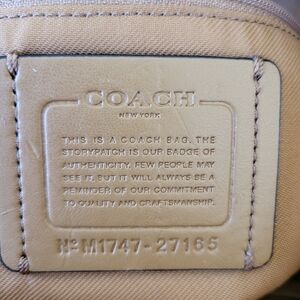 COACH
NEW YORK
THIS IS A COACH BAG. THE
STORYPATCH IS OUR BADGE OF
AUTHENTICITY. FEW PEOPLE MAY
SEE IT, BUT IT WILL ALWAYS BE A
REMINDER OF OUR COMMITMENT
TO QUALITY AND CRAFTSMANSHIP.
Nº M1747-27165